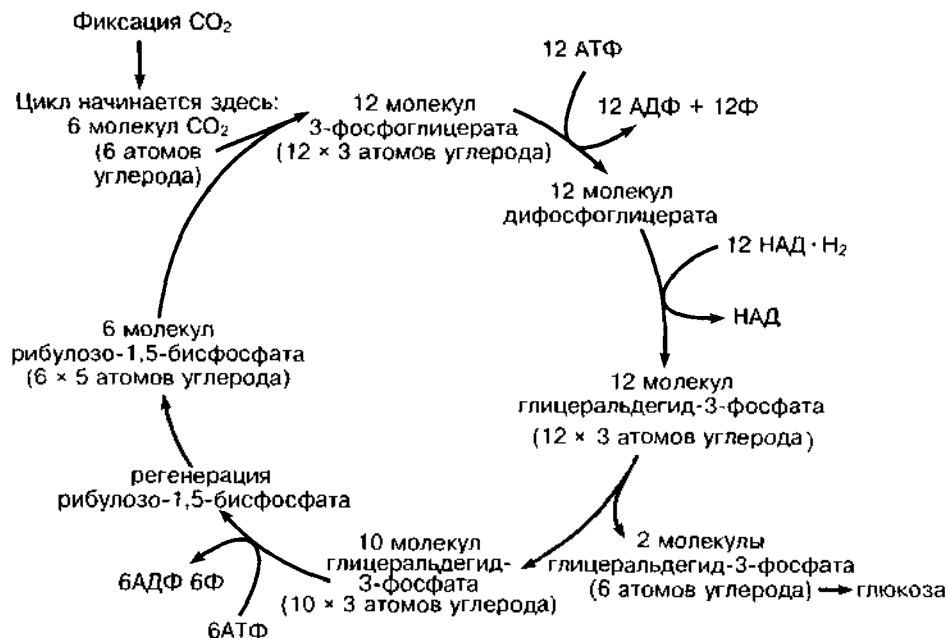 Фиксация CO₂
Цикл начинается здесь:
6 молекул CO₂
(6 атомов
углерода)
12 молекул
3-фосфоглицерата
(12 × 3 атомов углерода)
12 АТФ
12 АДФ + 12Ф
12 молекул
дифосфоглицерата
12 НАД · H₂
НАД
12 молекул
глицеральдегид-3-фосфата
(12 × 3 атомов углерода)
2 молекулы
глицеральдегид-3-фосфата
(6 атомов углерода)
глюкоза
10 молекул
глицеральдегид-
3-фосфата
(10 × 3 атомов углерода)
6АТФ
6АДФ 6Ф
регенерация
рибулозо-1,5-бисфосфата
6 молекул
рибулозо-1,5-бисфосфата
(6 × 5 атомов углерода)